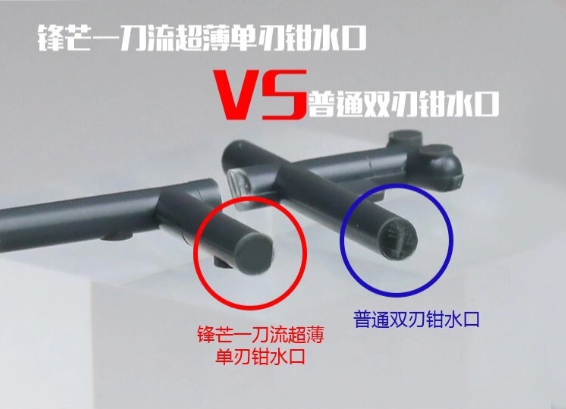 锋芒一刀流超薄单刃钳水口
VS普通双刃钳水口
锋芒一刀流超薄
单刃钳水口
普通双刃钳水口